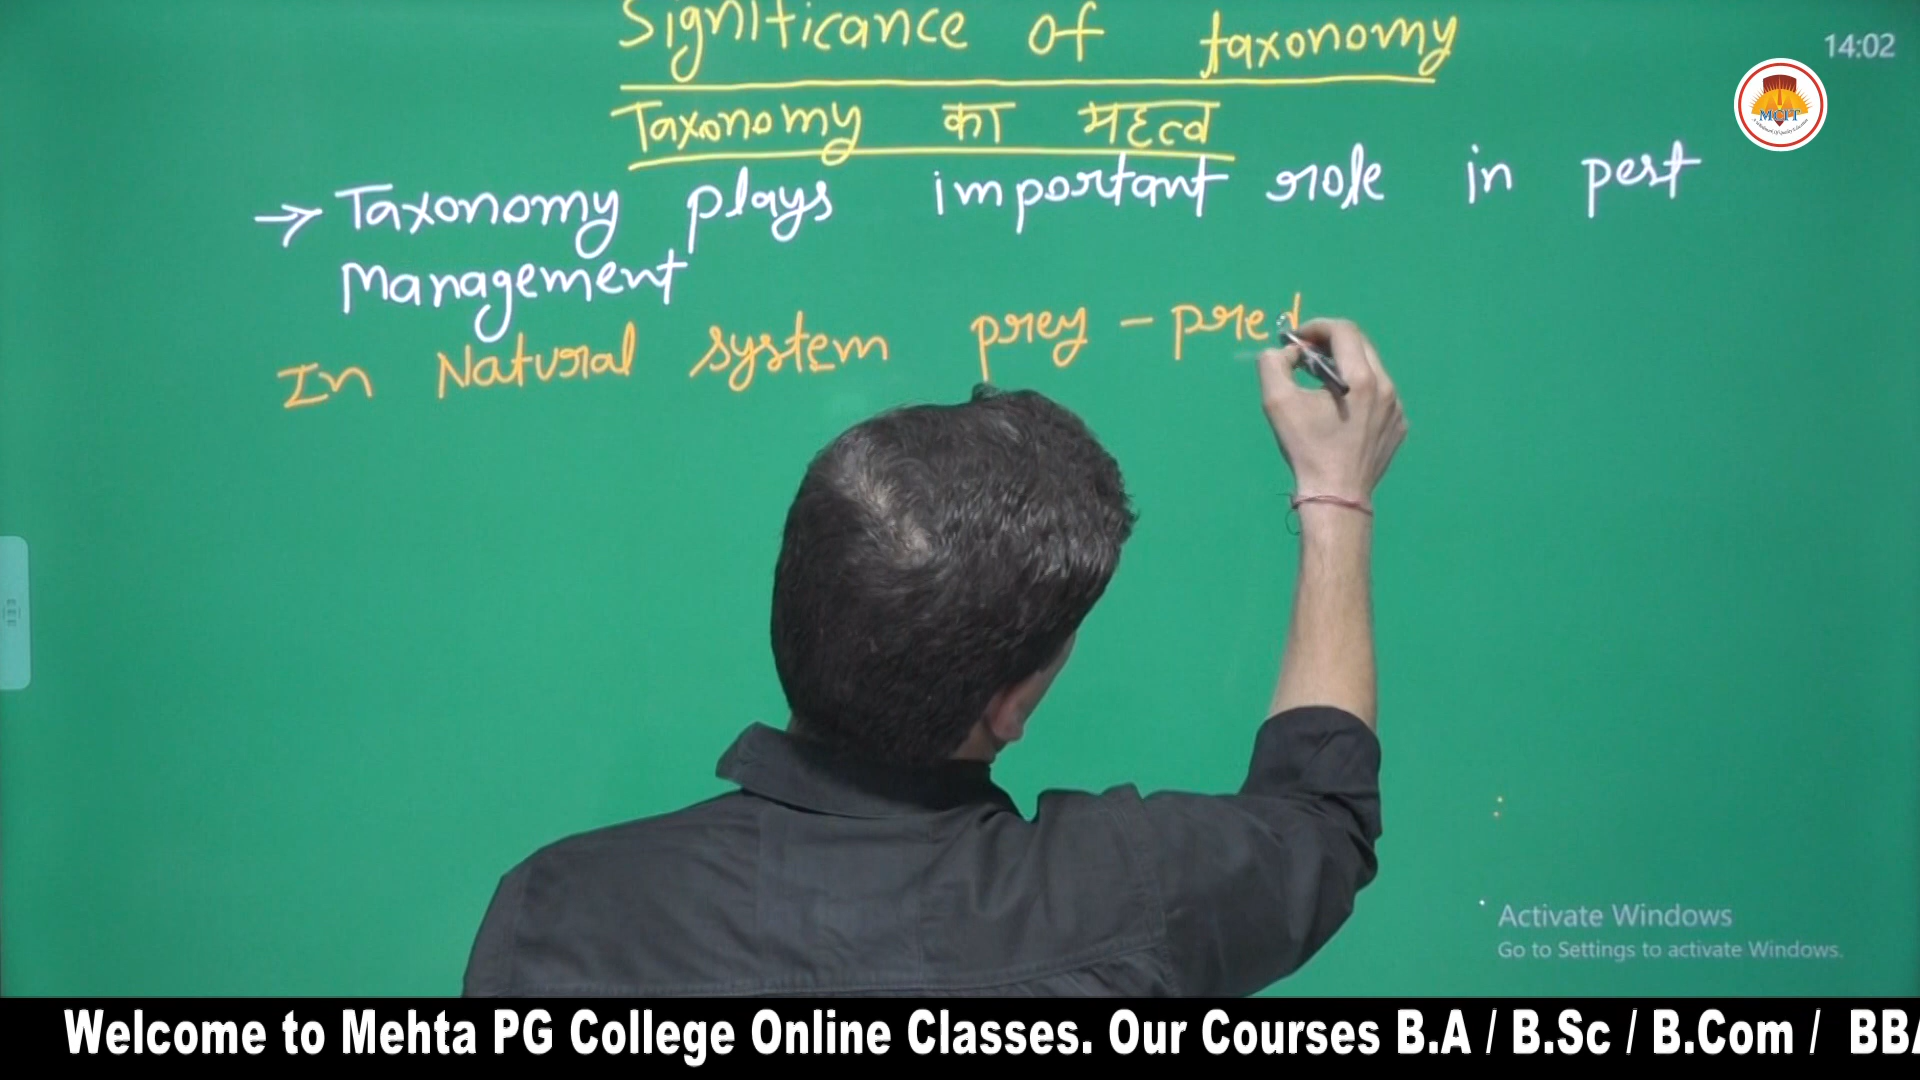 Significance of taxonomy
14:02
MCPT
Taxonomy का महत्व
→ Taxonomy plays important role in pest
Management
In Natural system prey - pred
Activate Windows
Go to Settings to activate Windows.
Welcome to Mehta PG College Online Classes. Our Courses B.A / B.Sc / B.Com / BBA